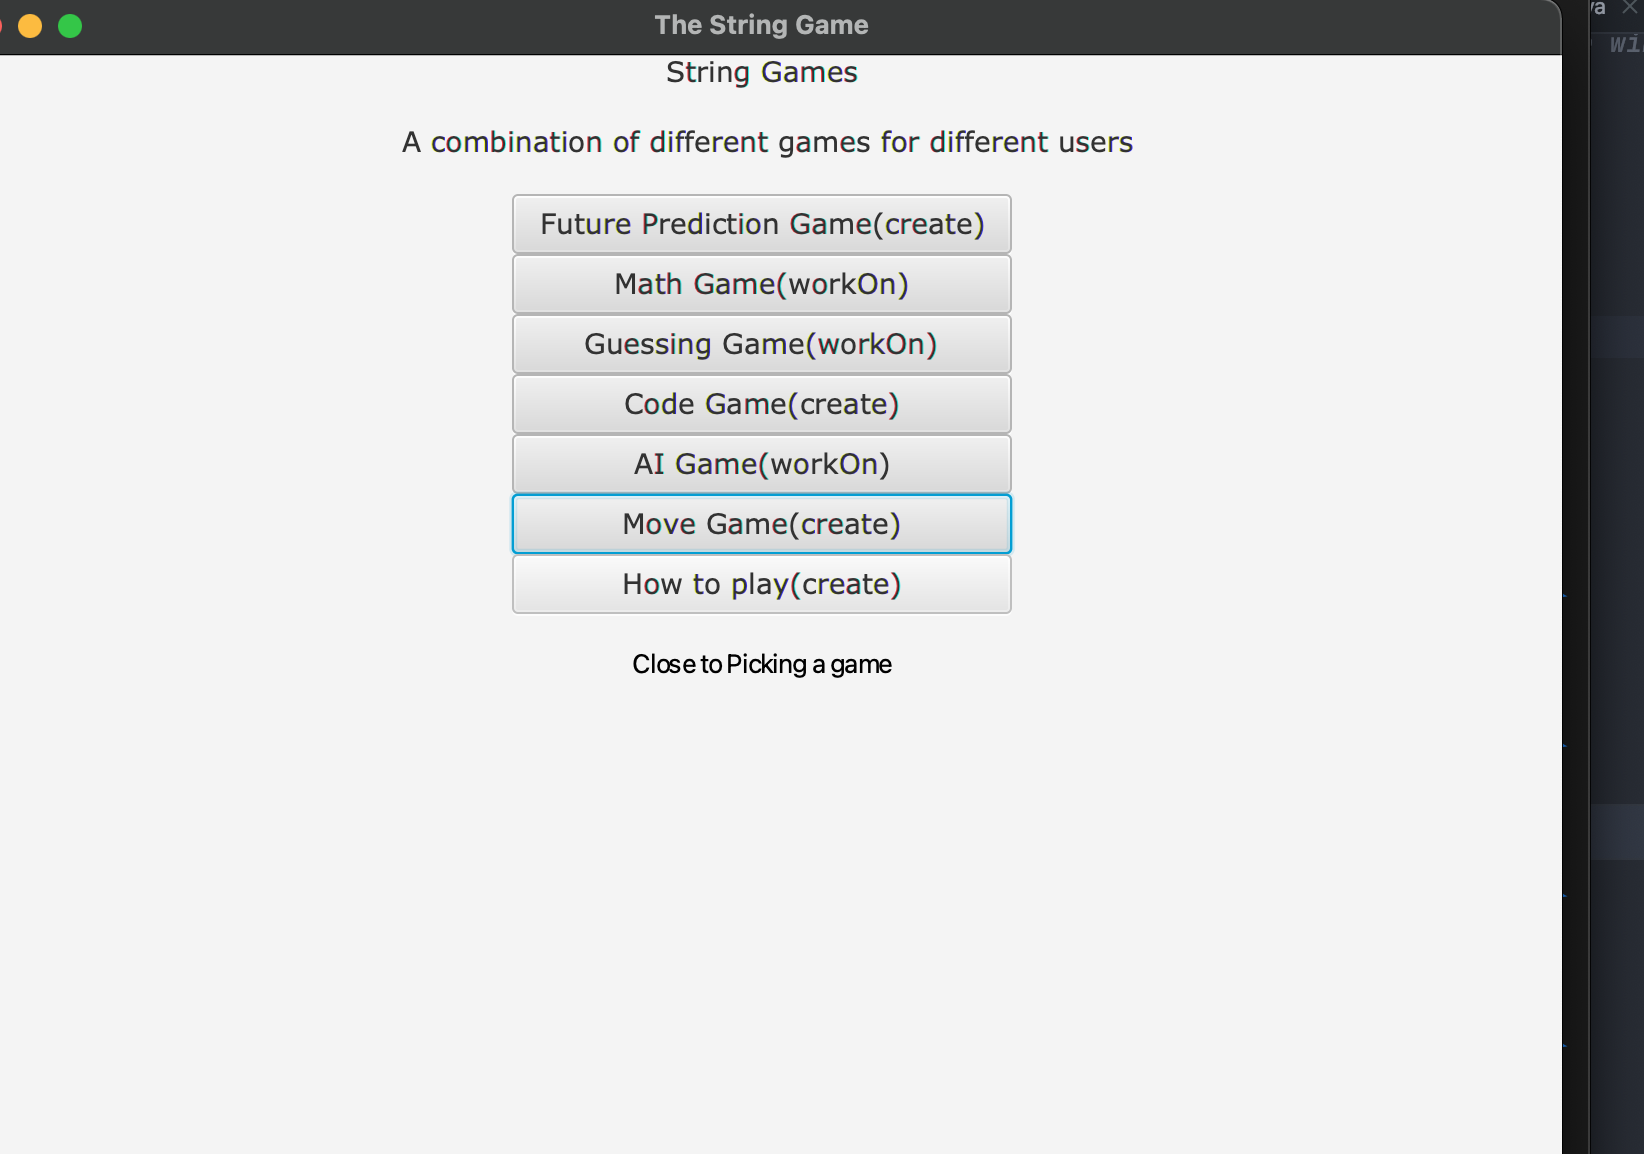 The String Game
String Games
A combination of different games for different users
Future Prediction Game(create)
Math Game(workOn)
Guessing Game(workOn)
Code Game(create)
AI Game(workOn)
Move Game(create)
How to play(create)
Close to Picking a game